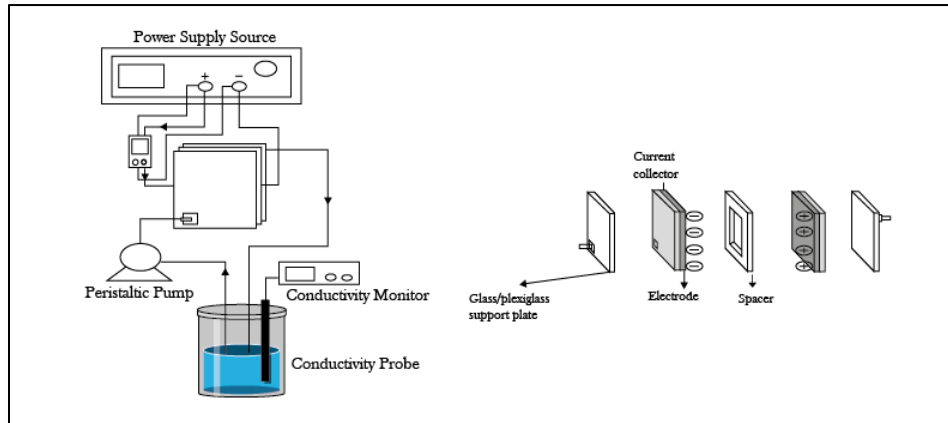 Power Supply Source
+
−
Peristaltic Pump
Conductivity Monitor
Conductivity Probe
Current
collector
−
−
−
−
+
+
+
+
Glass/plexiglass
support plate
Electrode
Spacer